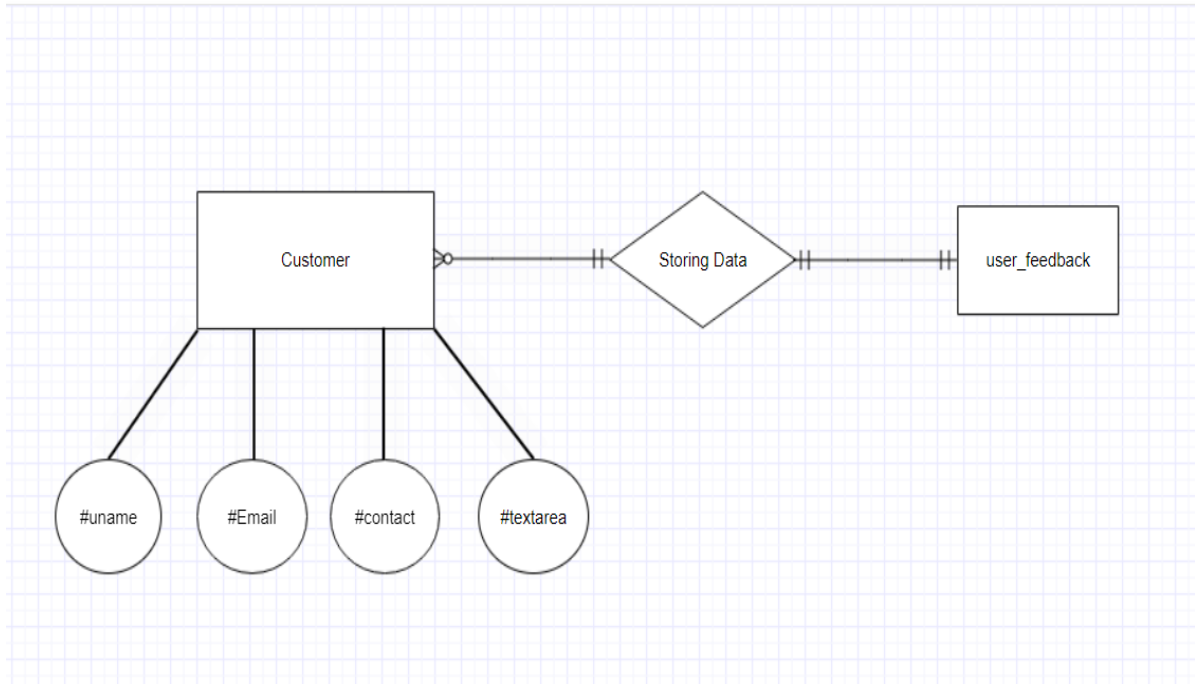 Customer
Storing Data
user_feedback
#uname
#Email
#contact
#textarea